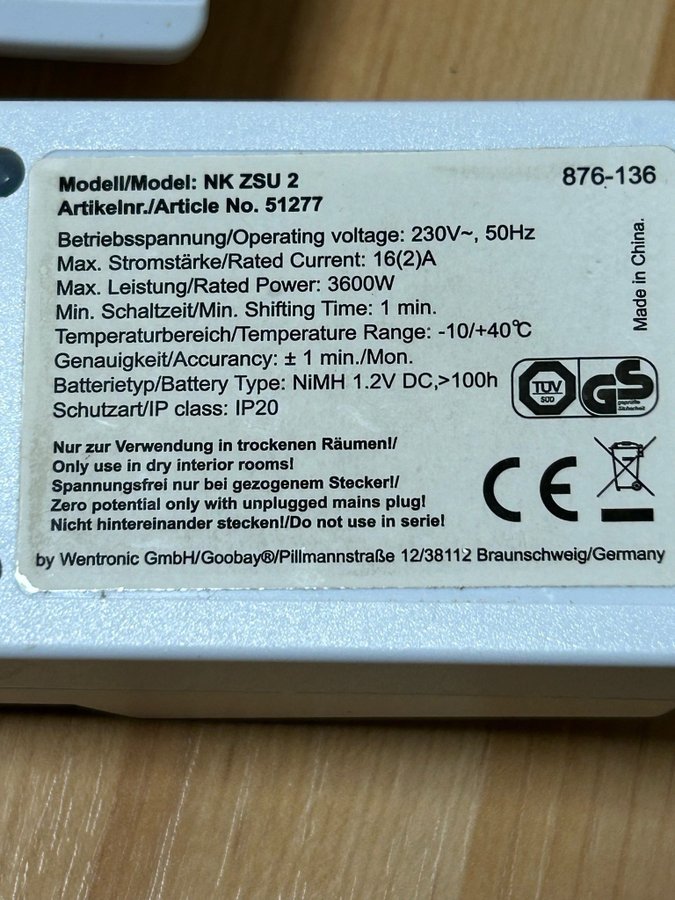 Modell/Model: NK ZSU 2
876-136
Artikelnr./Article No. 51277
Betriebsspannung/Operating voltage: 230V~, 50Hz
Max. Stromstärke/Rated Current: 16(2)A
Max. Leistung/Rated Power: 3600W
Min. Schaltzeit/Min. Shifting Time: 1 min.
Temperaturbereich/Temperature Range: -10/+40℃
Genauigkeit/Accurancy: ± 1 min./Mon.
Batterietyp/Battery Type: NiMH 1.2V DC,>100h
Schutzart/IP class: IP20
Made in China.
TÜV
SÜD
GS
geprüfte
Sicherheit
Nur zur Verwendung in trockenen Räumen!/
Only use in dry interior rooms!
Spannungsfrei nur bei gezogenem Stecker!/
Zero potential only with unplugged mains plug!
Nicht hintereinander stecken!/Do not use in serie!
CE
by Wentronic GmbH/Goobay®/Pillmannstraße 12/38112 Braunschweig/Germany